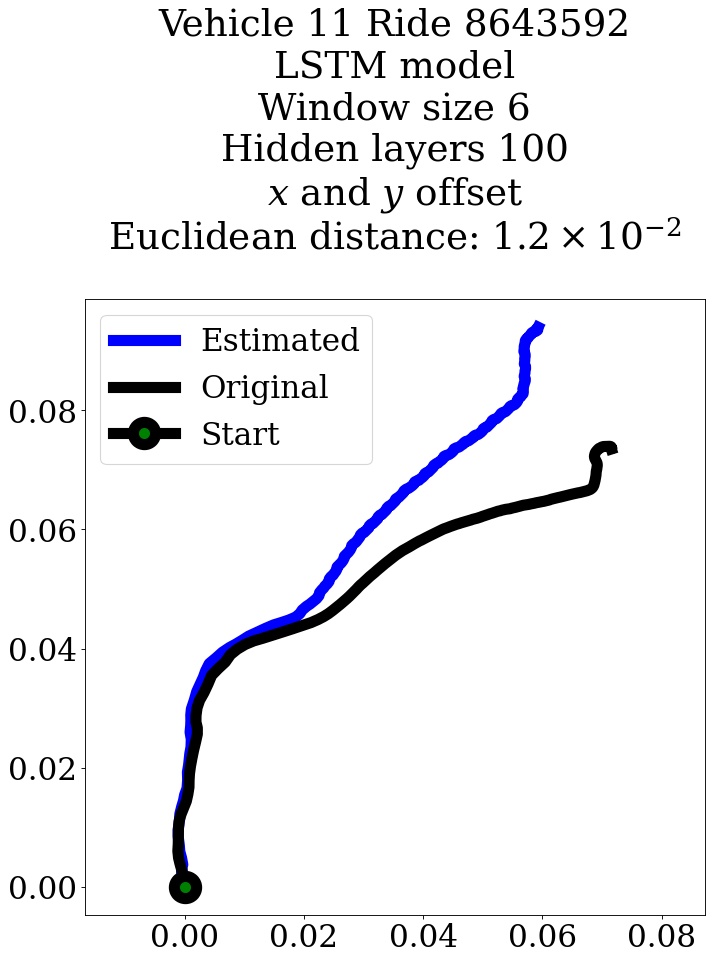 Vehicle 11 Ride 8643592
LSTM model
Window size 6
Hidden layers 100
x and y offset
Euclidean distance: 1.2 × 10⁻²
Estimated
Original
Start
0.08
0.06
0.04
0.02
0.00
0.00 0.02 0.04 0.06 0.08